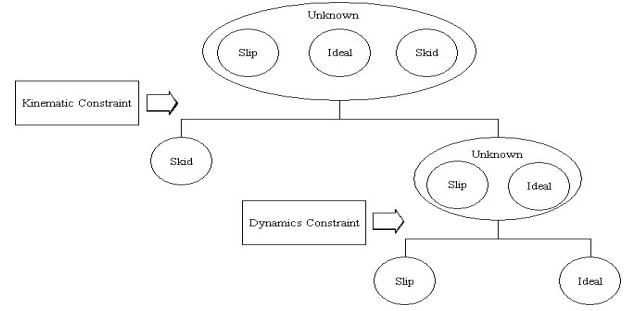 Unknown
Slip Ideal Skid
Kinematic Constraint
Skid
Unknown
Slip Ideal
Dynamics Constraint
Slip Ideal